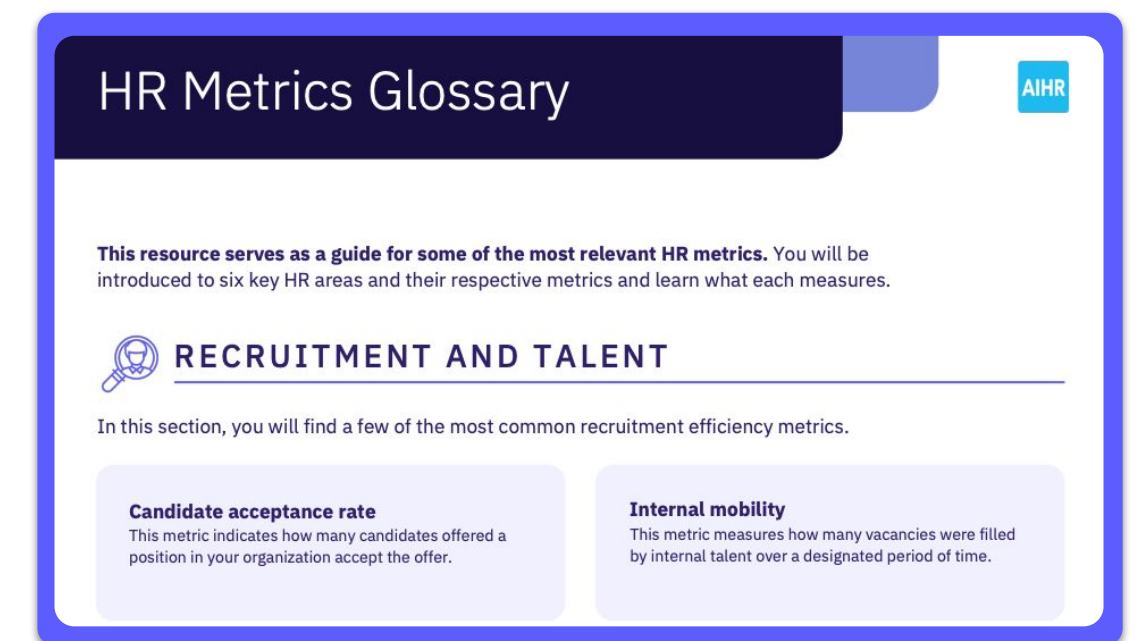 HR Metrics Glossary
AIHR
This resource serves as a guide for some of the most relevant HR metrics. You will be
introduced to six key HR areas and their respective metrics and learn what each measures.
RECRUITMENT AND TALENT
In this section, you will find a few of the most common recruitment efficiency metrics.
Candidate acceptance rate
This metric indicates how many candidates offered a
position in your organization accept the offer.
Internal mobility
This metric measures how many vacancies were filled
by internal talent over a designated period of time.